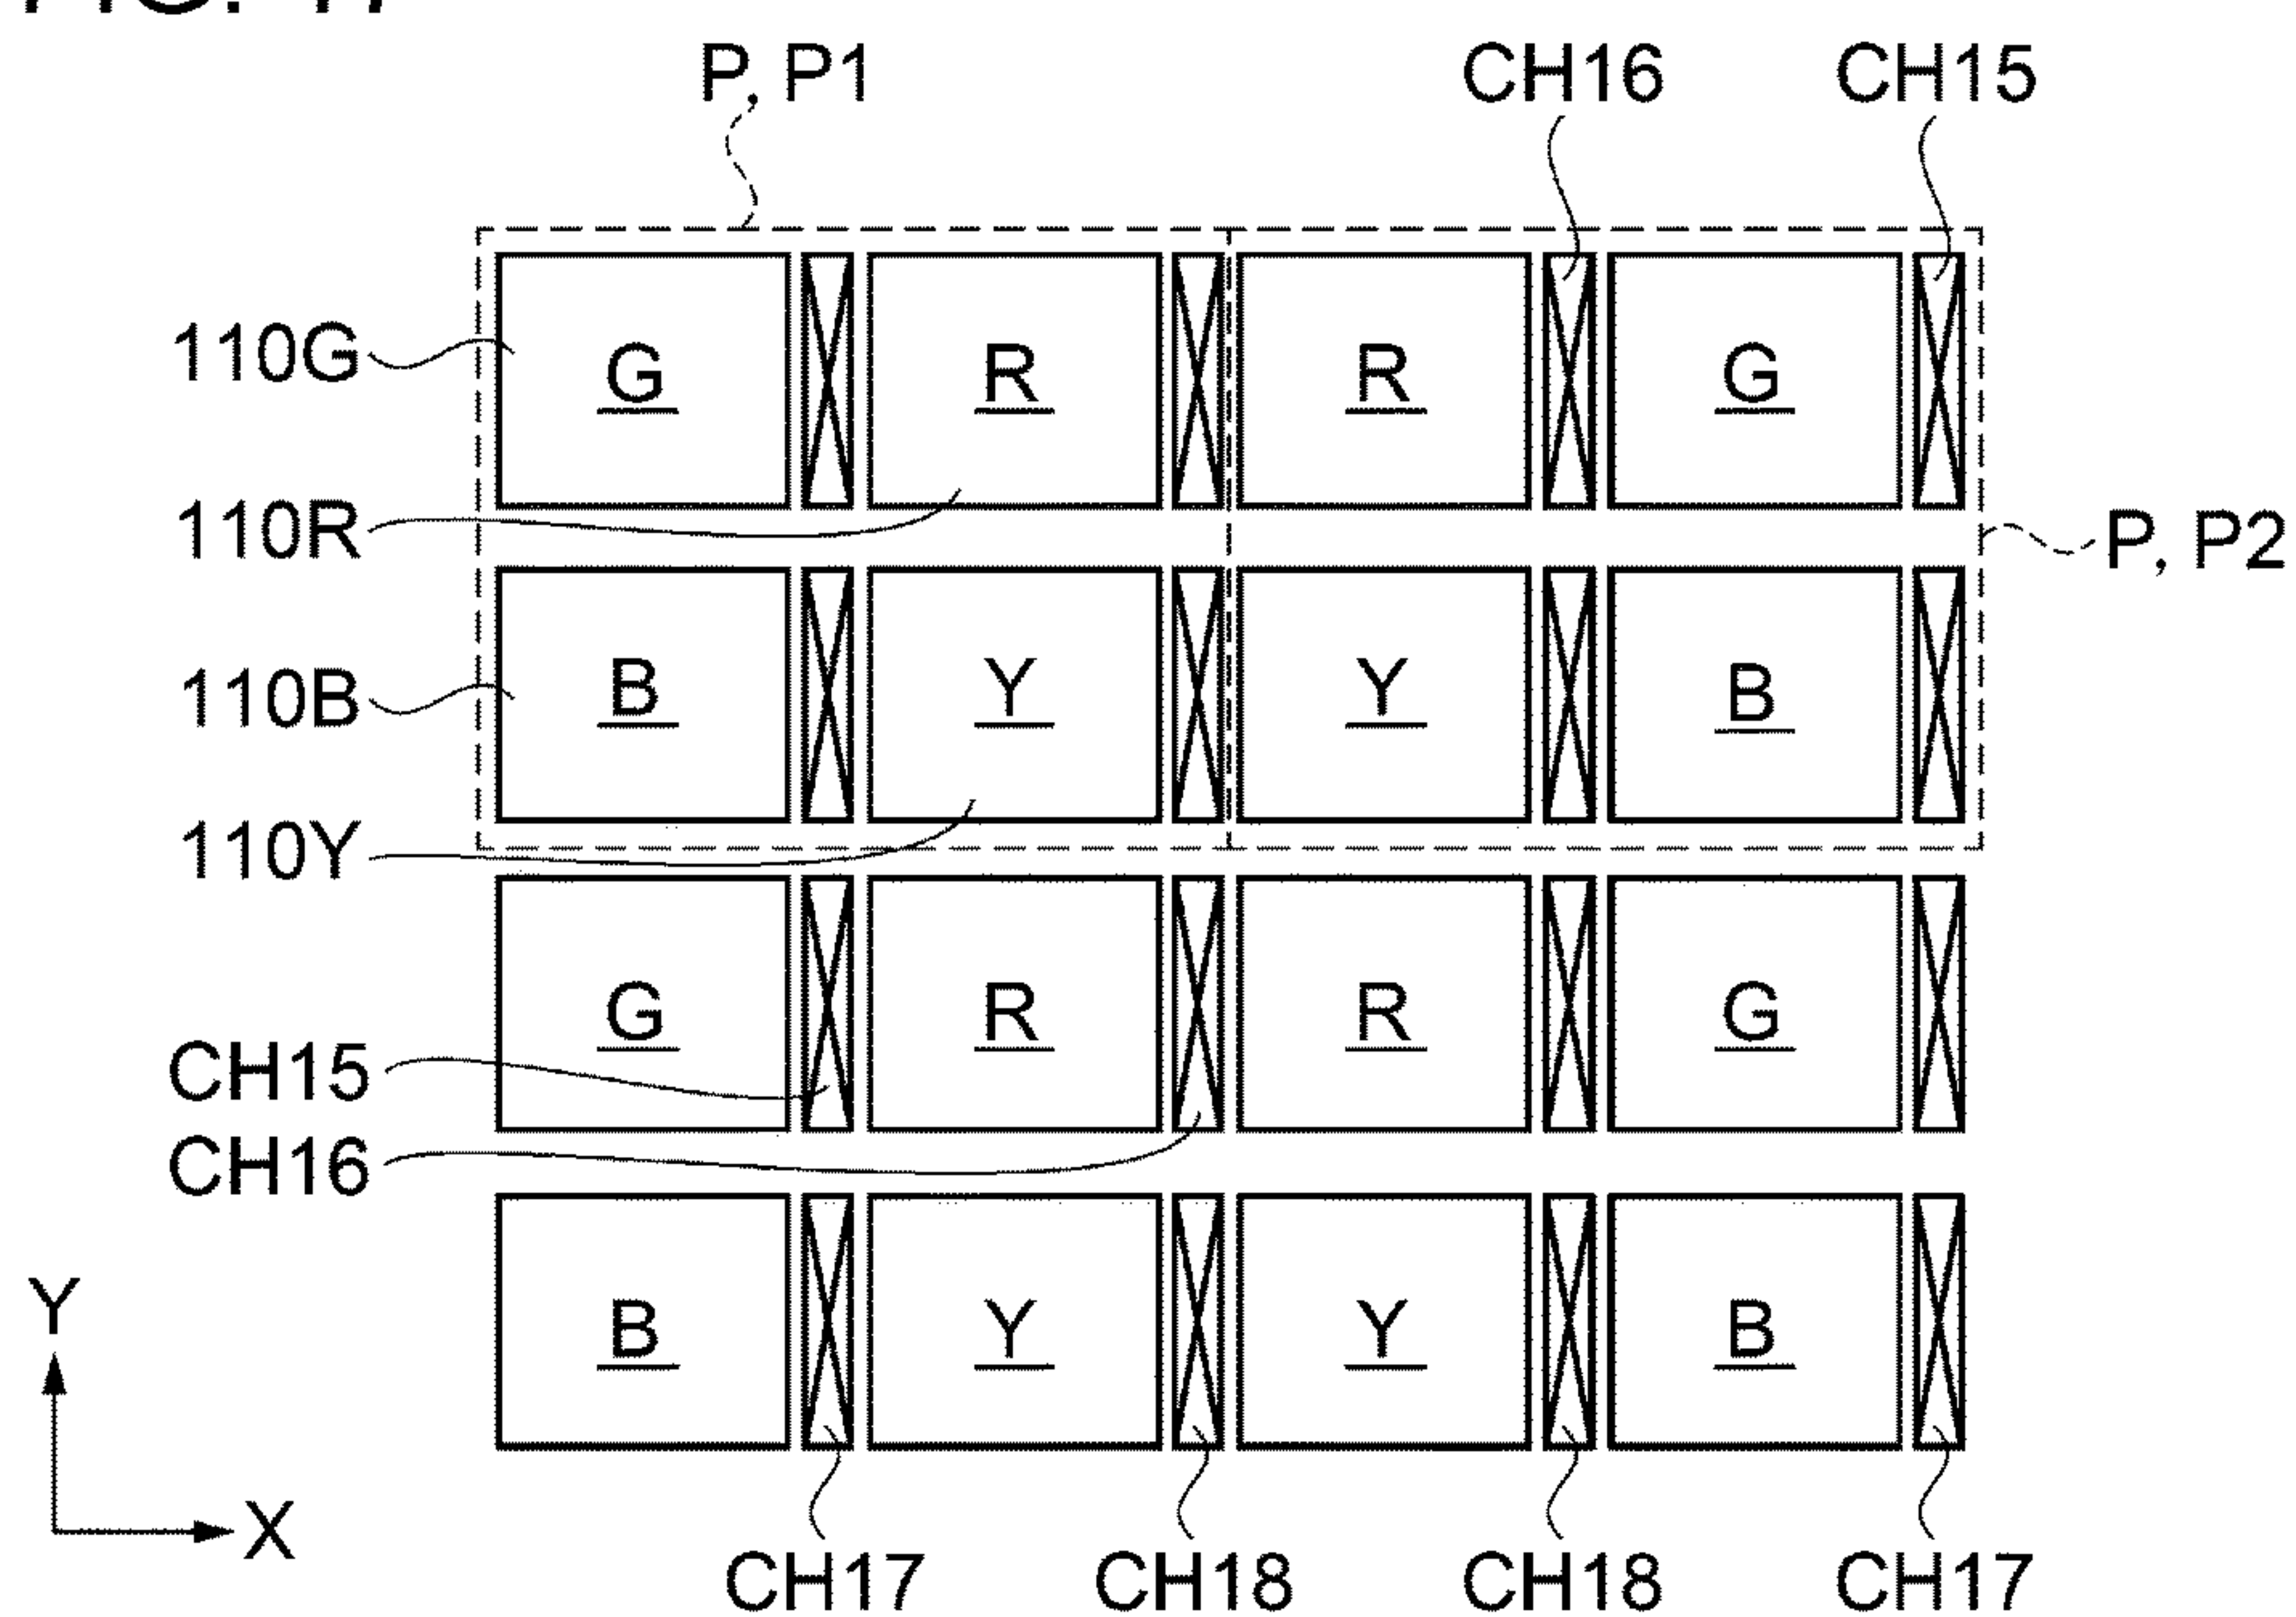 P, P1 CH16 CH15
110G G R R G
110R P, P2
110B B Y Y B
110Y
G R R G
CH15
CH16
B Y Y B
Y
X
CH17 CH18 CH18 CH17